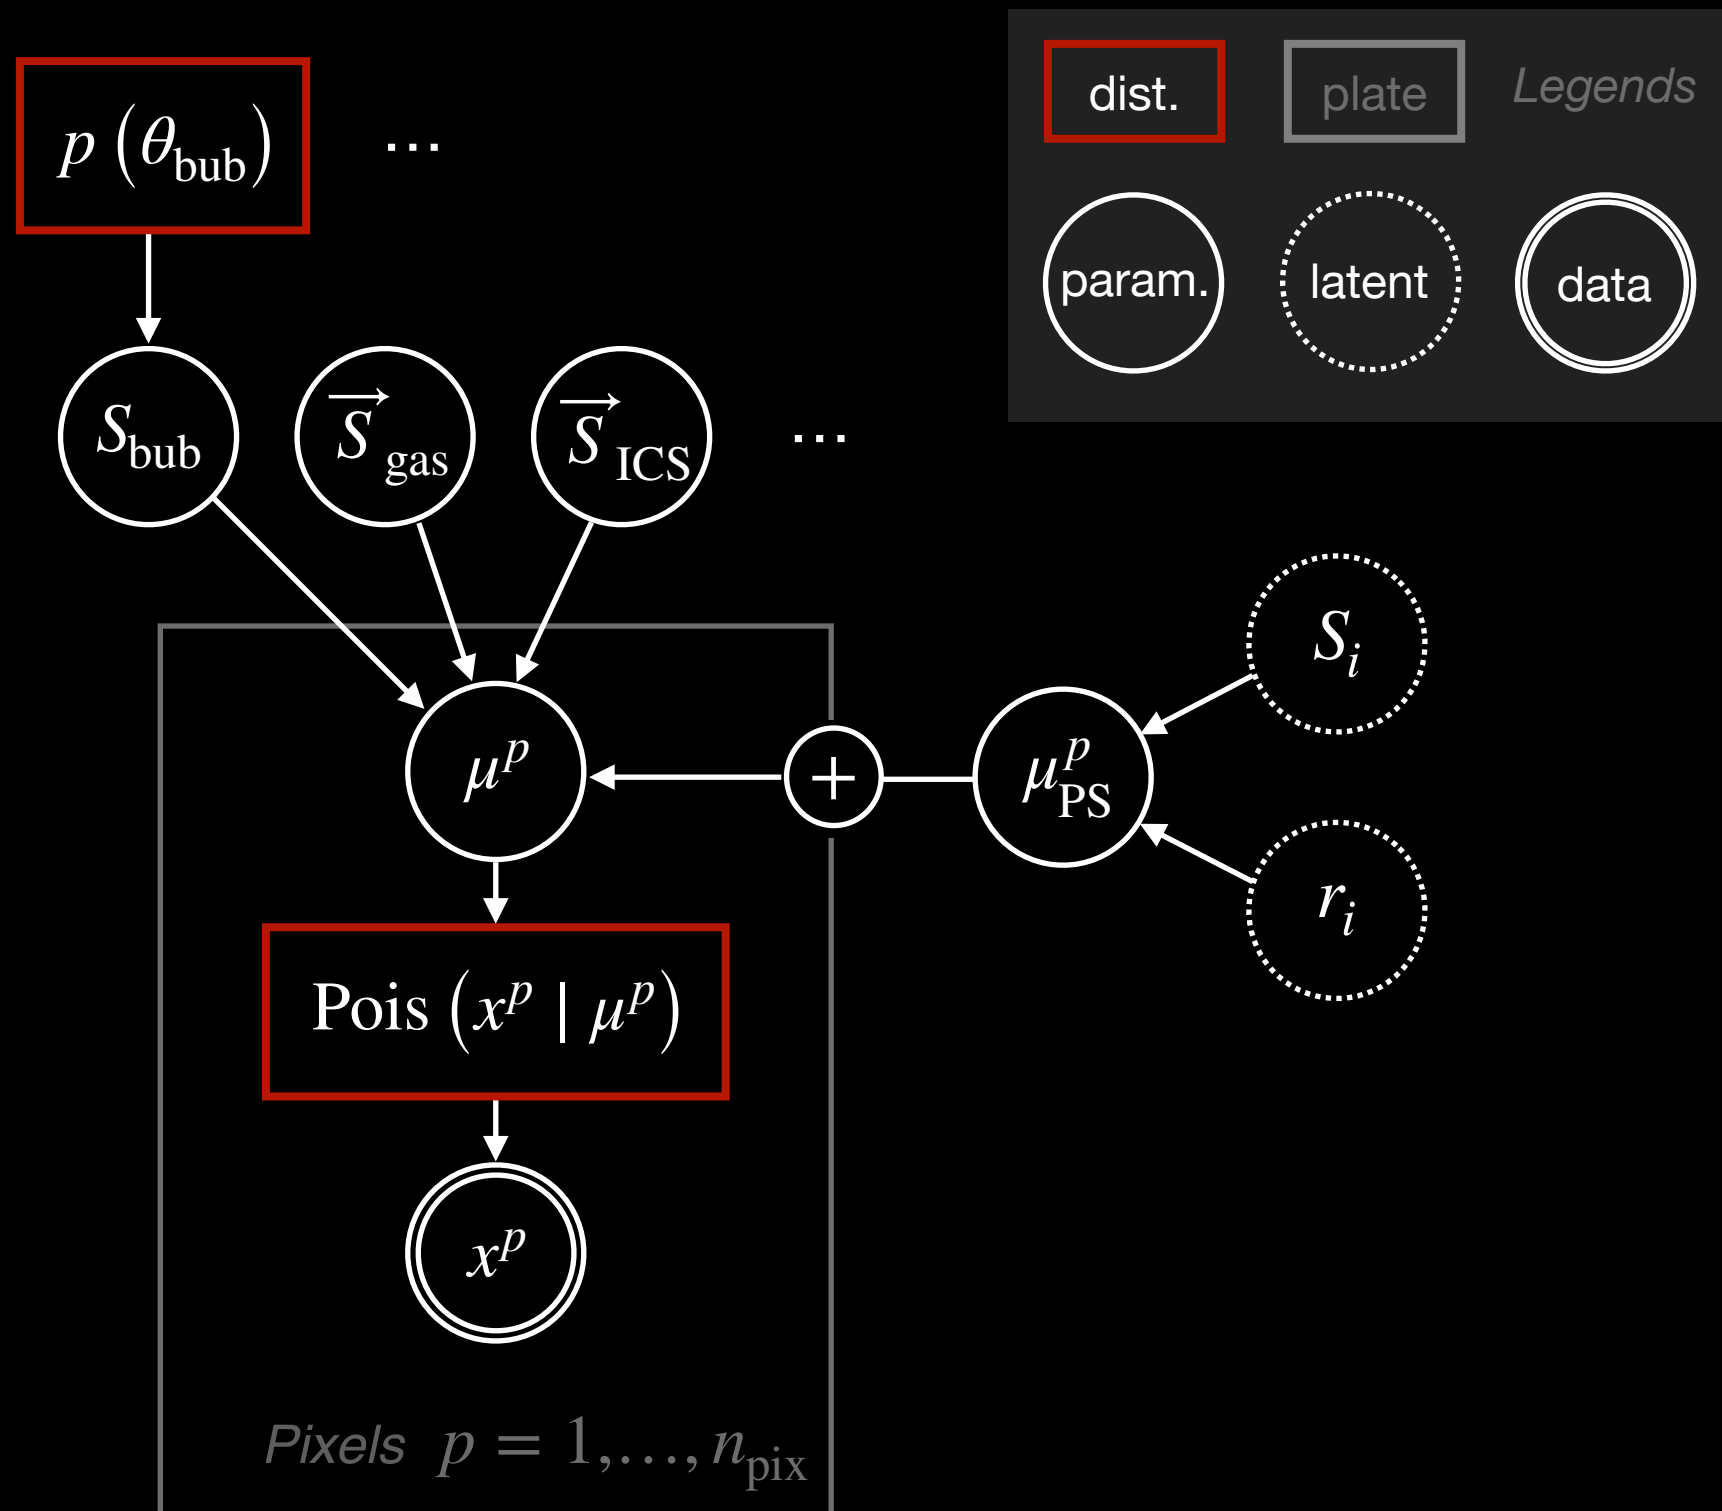 dist. plate Legends
param. latent data
p (θ_bub) ...
S_bub S⃗_gas S⃗_ICS ...
S_i
μ^p + μ^p_PS
r_i
Pois (x^p | μ^p)
x^p
Pixels p = 1,…, n_pix